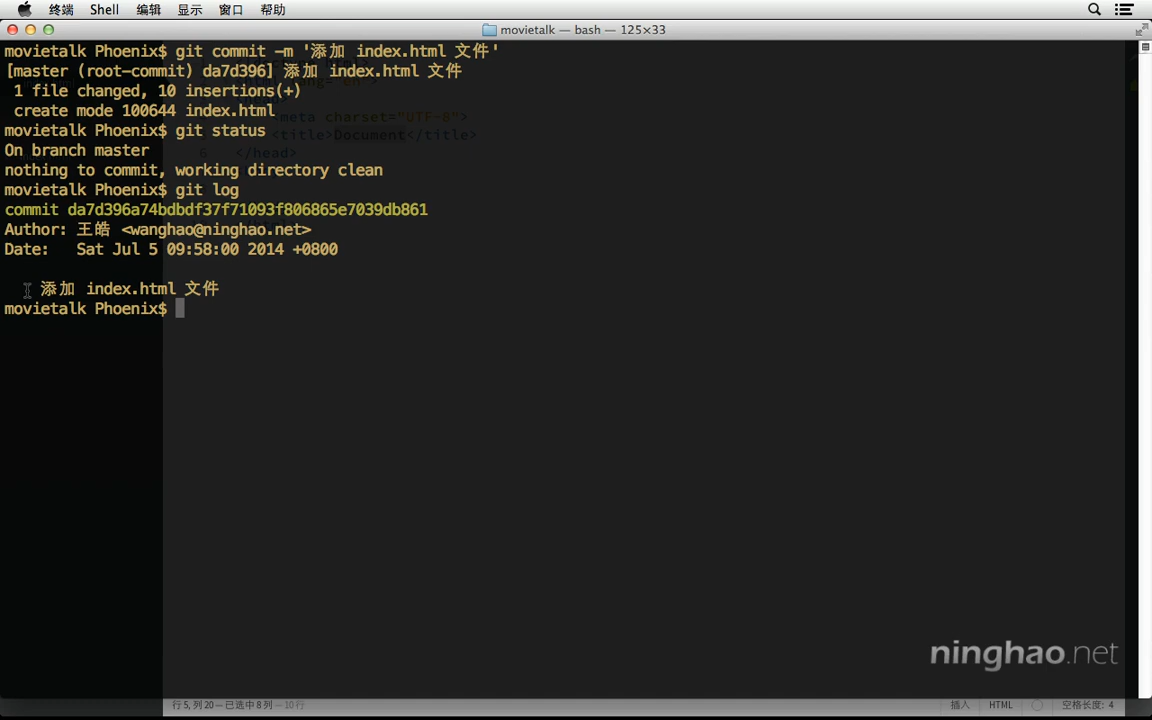 终端 Shell 编辑 显示 窗口 帮助
movietalk — bash — 125×33
movietalk Phoenix$ git commit -m '添加 index.html 文件'
[master (root-commit) da7d396] 添加 index.html 文件
1 file changed, 10 insertions(+)
create mode 100644 index.html
<meta charset="UTF-8">
movietalk Phoenix$ git status
<title>Document</title>
On branch master
6 </head>
nothing to commit, working directory clean
movietalk Phoenix$ git log
commit da7d396a74bdbdf37f71093f806865e7039db861
Author: 王皓 <wanghao@ninghao.net>
Date: Sat Jul 5 09:58:00 2014 +0800
添加 index.html 文件
movietalk Phoenix$
ninghao.net
行 5, 列 20 — 已选中 8 列 — 10 行 插入 HTML 空格长度: 4